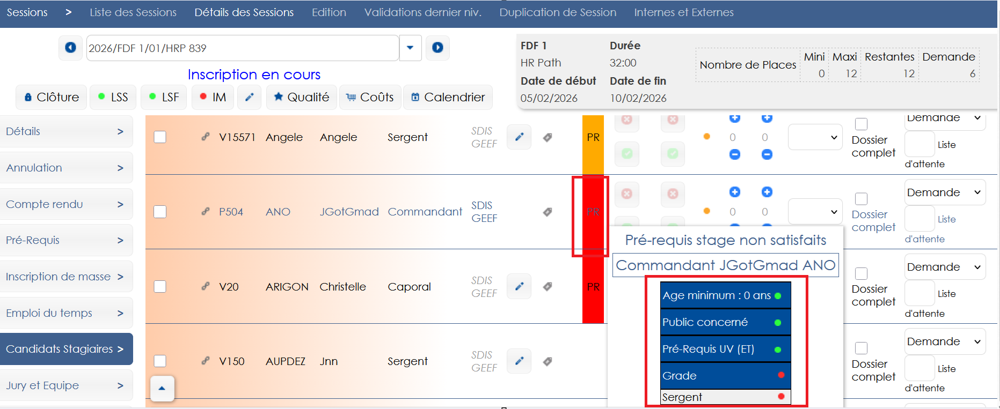 Sessions > Liste des Sessions Détails des Sessions Edition Validations dernier niv. Duplication de Session Internes et Externes
2026/FDF 1/01/HRP 839
Inscription en cours
Clôture LSS LSF IM Qualité Coûts Calendrier
FDF 1 Durée
HR Path 32:00
Date de début Date de fin
05/02/2026 10/02/2026
Nombre de Places Mini Maxi Restantes Demande
0 12 12 6
Détails >
Annulation >
Compte rendu >
Pré-Requis >
Inscription de masse >
Emploi du temps >
Candidats Stagiaires >
Jury et Equipe >
V15571 Angele Angele Sergent SDIS GEEF PR 0 0 Dossier complet Demande Liste d'attente
P504 ANO JGotGmad Commandant SDIS GEEF PR 0 0 Dossier complet Demande Liste d'attente
V20 ARIGON Christelle Caporal SDIS GEEF PR Dossier complet Demande Liste d'attente
V150 AUPDEZ Jnn Sergent SDIS GEEF Dossier complet Demande Liste d'attente
Pré-requis stage non satisfaits
Commandant JGotGmad ANO
Age minimum : 0 ans
Public concerné
Pré-Requis UV (ET)
Grade
Sergent